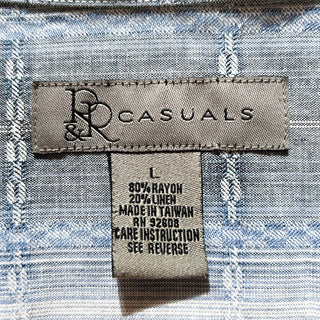 R&R CASUALS
L
80% RAYON
20% LINEN
MADE IN TAIWAN
RN 92608
CARE INSTRUCTION
SEE REVERSE